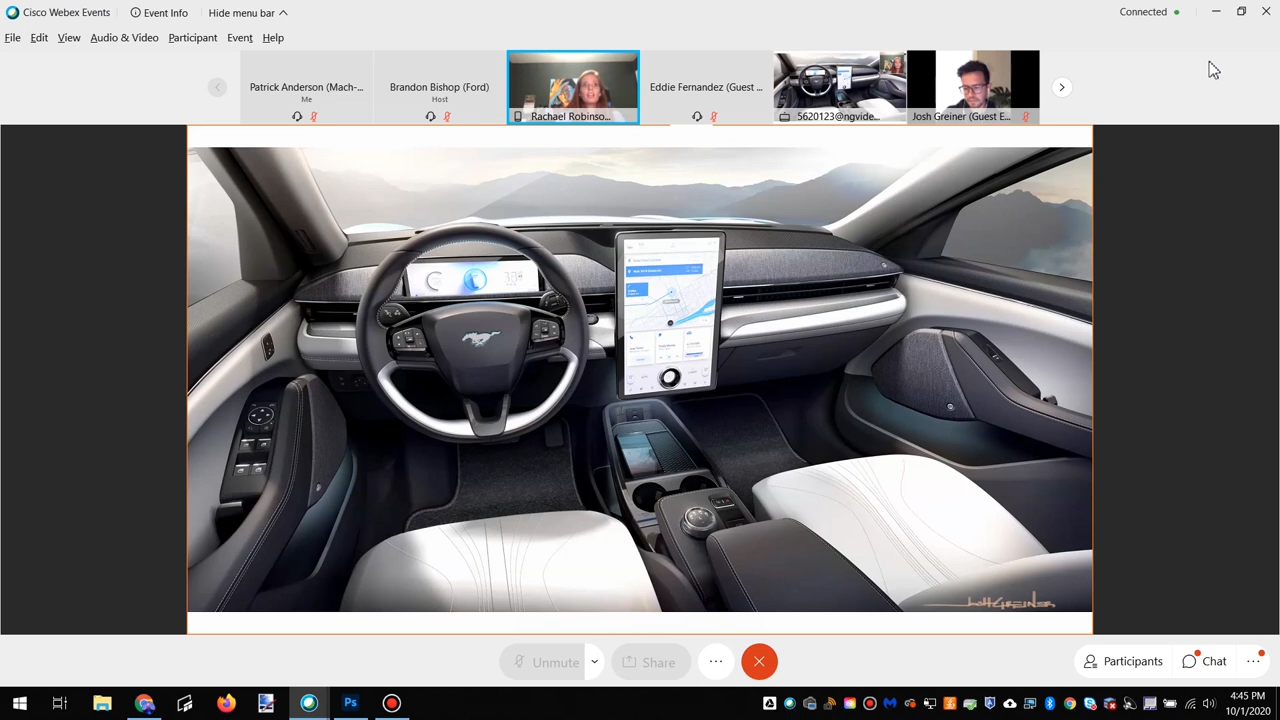 Cisco Webex Events
Event Info
Hide menu bar
Connected
File Edit View Audio & Video Participant Event Help
Patrick Anderson (Mach-...
Me
Brandon Bishop (Ford)
Host
Rachael Robinso...
Eddie Fernandez (Guest ...
5620123@ngvide...
Josh Greiner (Guest E...
Unmute
Share
Participants
Chat
Ps
4:45 PM
10/1/2020